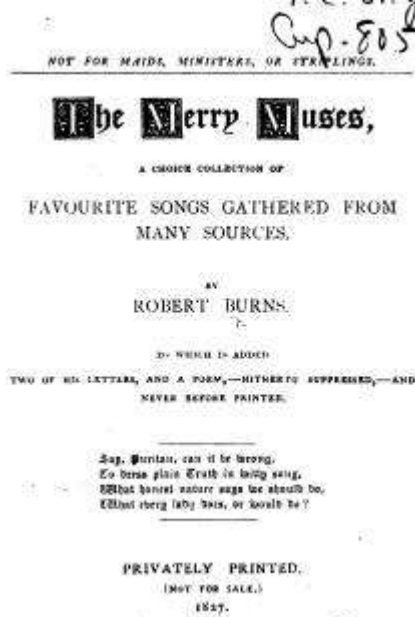 Cup. 805
NOT FOR MAIDS, MINISTERS, OR STRIPLINGS.
The Merry Muses,
A CHOICE COLLECTION OF
FAVOURITE SONGS GATHERED FROM
MANY SOURCES,
BY
ROBERT BURNS.
TO WHICH IS ADDED
TWO OF HIS LETTERS, AND A POEM,—HITHERTO SUPPRESSED,—AND
NEVER BEFORE PRINTED.
Say, Puritan, can it be wrong,
To dress plain Truth in witty song,
What honest nature says we should do,
What every lady does, or would do?
PRIVATELY PRINTED.
(NOT FOR SALE.)
1827.